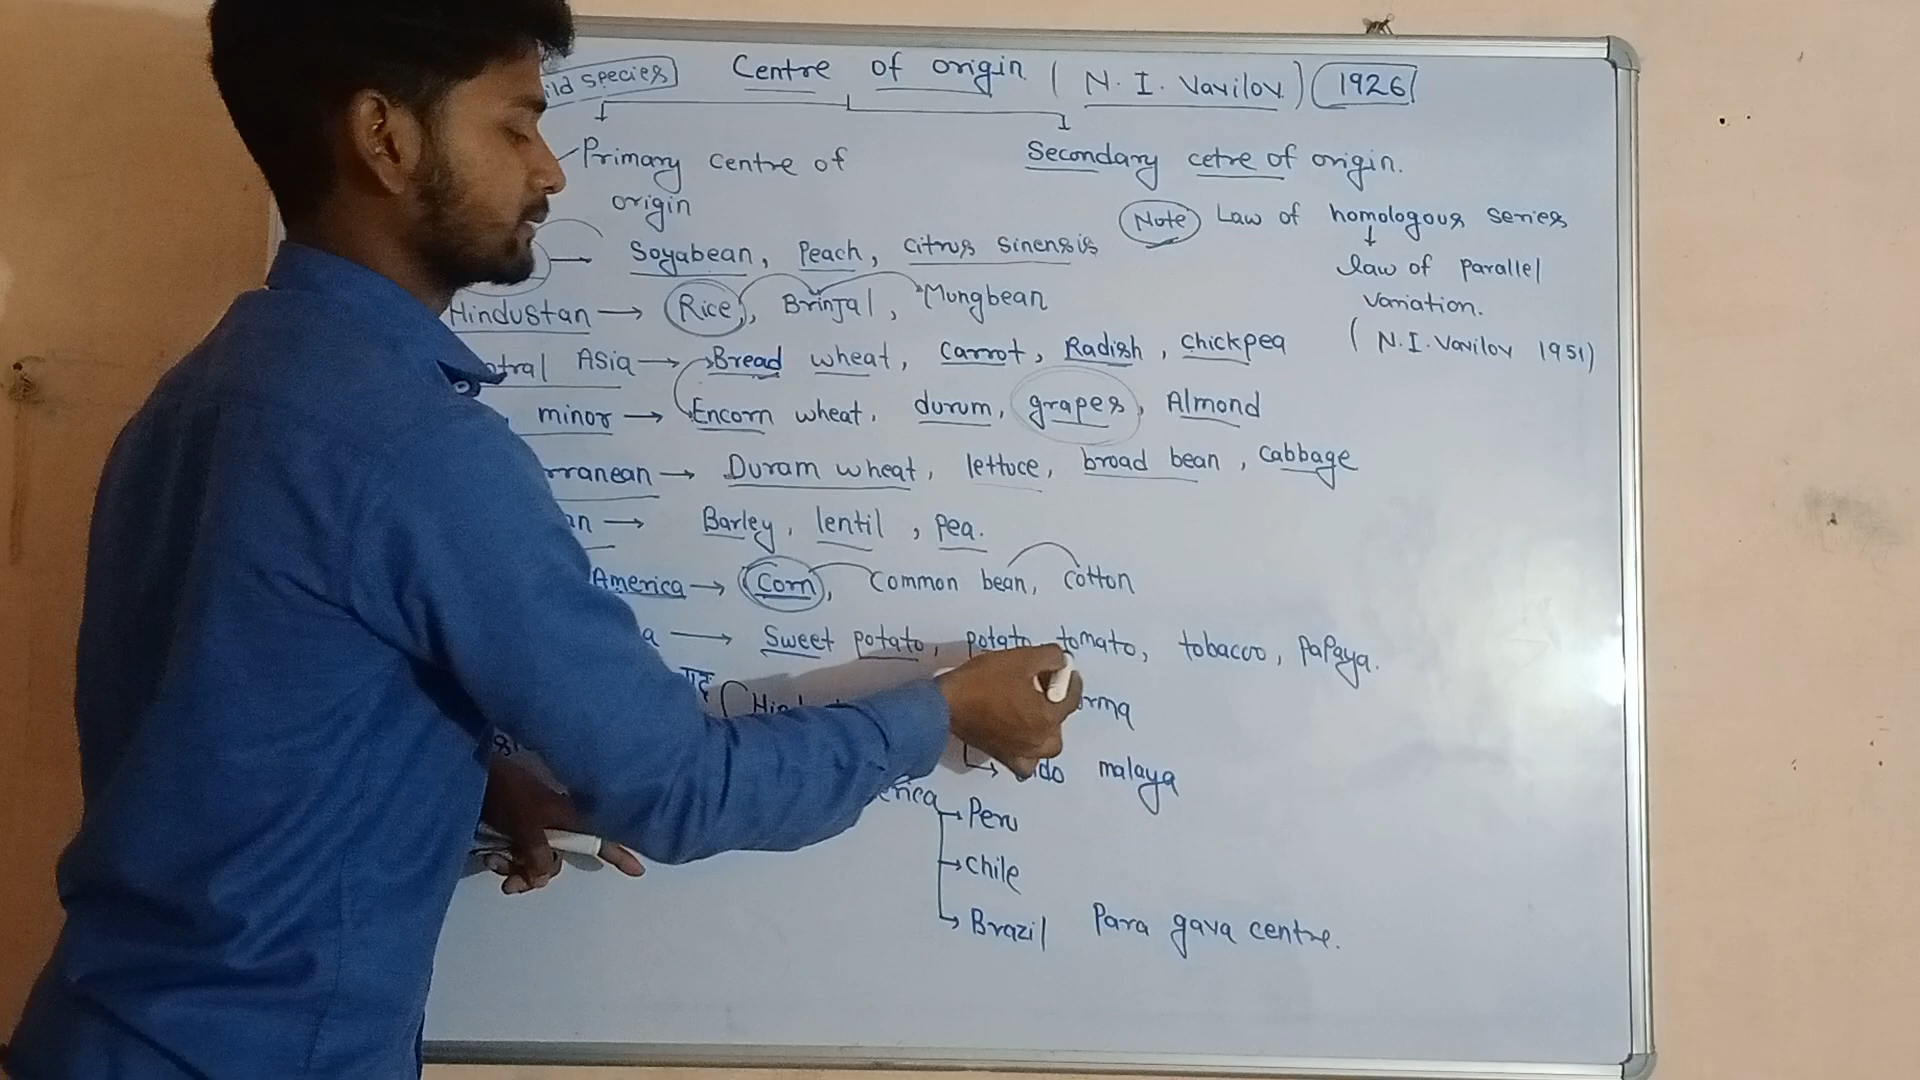 ild species Centre of origin ( N. I. Vavilov ) 1926
Primary centre of origin
Secondary cetre of origin.
Note Law of homologous series
law of parallel
variation.
( N.I. Vavilov 1951)
Soyabean, Peach, citrus sinensis
Hindustan → Rice, Brinjal, Mungbean
tral Asia → Bread wheat, carrot, Radish, chickpea
minor → Encorn wheat, durum, grapes, Almond
rranean → Duram wheat, lettuce, broad bean, cabbage
an → Barley, lentil, pea.
America → Corn, Common bean, cotton
a → Sweet potato, potato tomato, tobacco, Papaya.
rma
do malaya
erica → Peru
→ chile
→ Brazil Para gava centre.